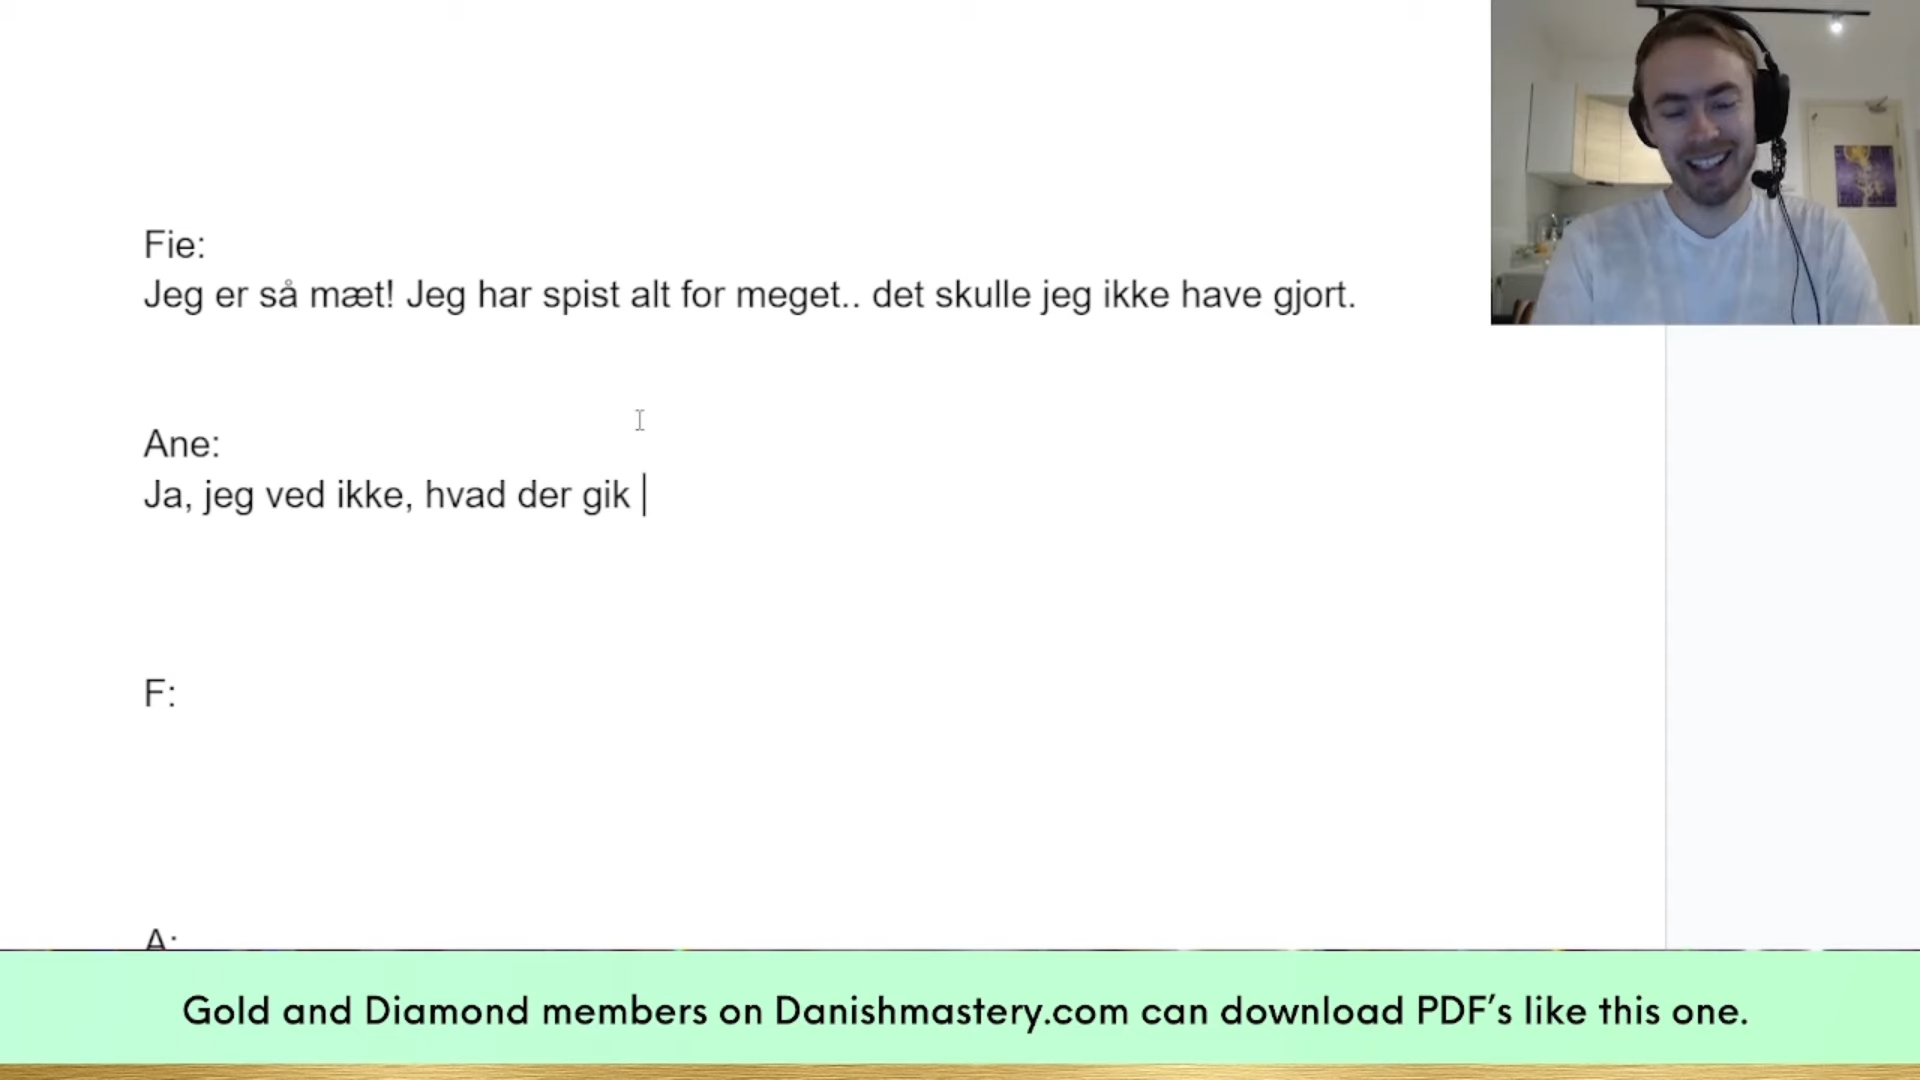 Fie:
Jeg er så mæt! Jeg har spist alt for meget.. det skulle jeg ikke have gjort.
Ane:
Ja, jeg ved ikke, hvad der gik
F:
A:
Gold and Diamond members on Danishmastery.com can download PDF’s like this one.